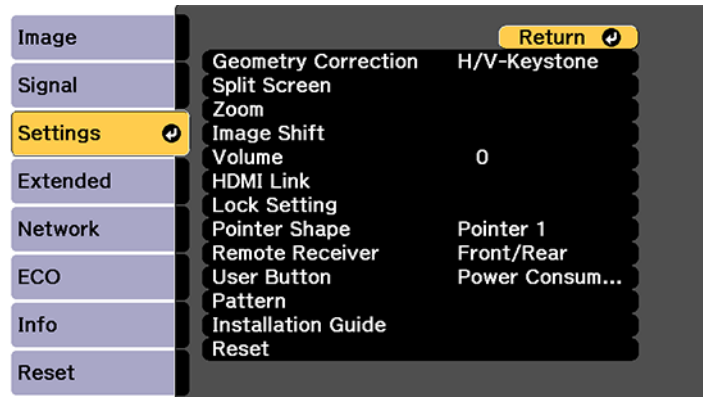 Image
Signal
Settings
Extended
Network
ECO
Info
Reset
Return
Geometry Correction H/V-Keystone
Split Screen
Zoom
Image Shift
Volume 0
HDMI Link
Lock Setting
Pointer Shape Pointer 1
Remote Receiver Front/Rear
User Button Power Consum...
Pattern
Installation Guide
Reset